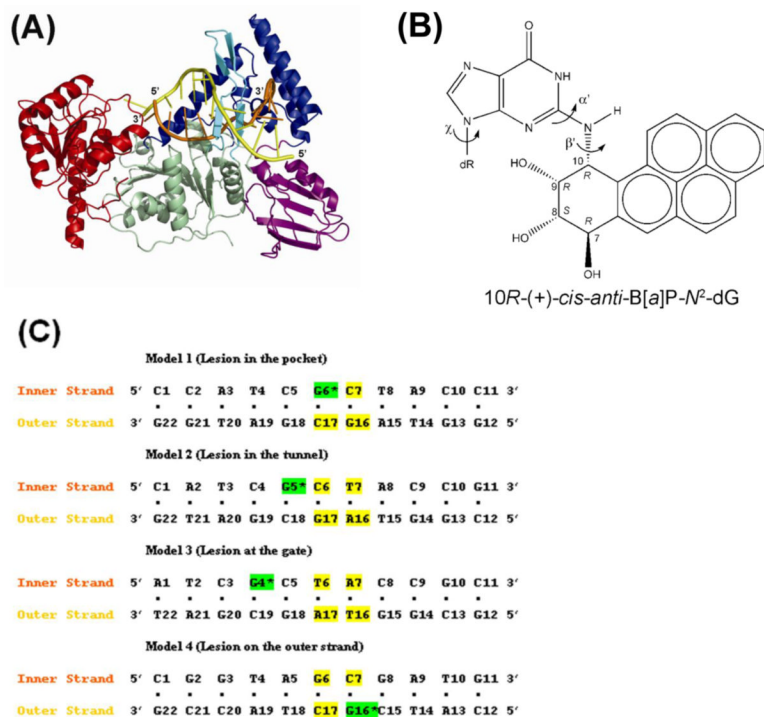 (A)
5′
3′
3′
5′
(B)
O
N
NH
N
N
N
H
α'
β'
χ
dR
10
R
HO
9
R
8
S
R
7
HO
OH
10R-(+)-cis-anti-B[a]P-N²-dG
(C)
Model 1 (Lesion in the pocket)
Inner Strand 5′ C1 C2 A3 T4 C5 G6* C7 T8 A9 C10 C11 3′
Outer Strand 3′ G22 G21 T20 A19 G18 C17 G16 A15 T14 G13 G12 5′
Model 2 (Lesion in the tunnel)
Inner Strand 5′ C1 A2 T3 C4 G5* C6 T7 A8 C9 C10 G11 3′
Outer Strand 3′ G22 T21 A20 G19 C18 G17 A16 T15 G14 G13 C12 5′
Model 3 (Lesion at the gate)
Inner Strand 5′ A1 T2 C3 G4* C5 T6 A7 C8 C9 G10 C11 3′
Outer Strand 3′ T22 A21 G20 C19 G18 A17 T16 G15 G14 C13 G12 5′
Model 4 (Lesion on the outer strand)
Inner Strand 5′ C1 G2 G3 T4 A5 G6 C7 G8 A9 T10 G11 3′
Outer Strand 3′ G22 C21 C20 A19 T18 C17 G16* C15 T14 A13 C12 5′